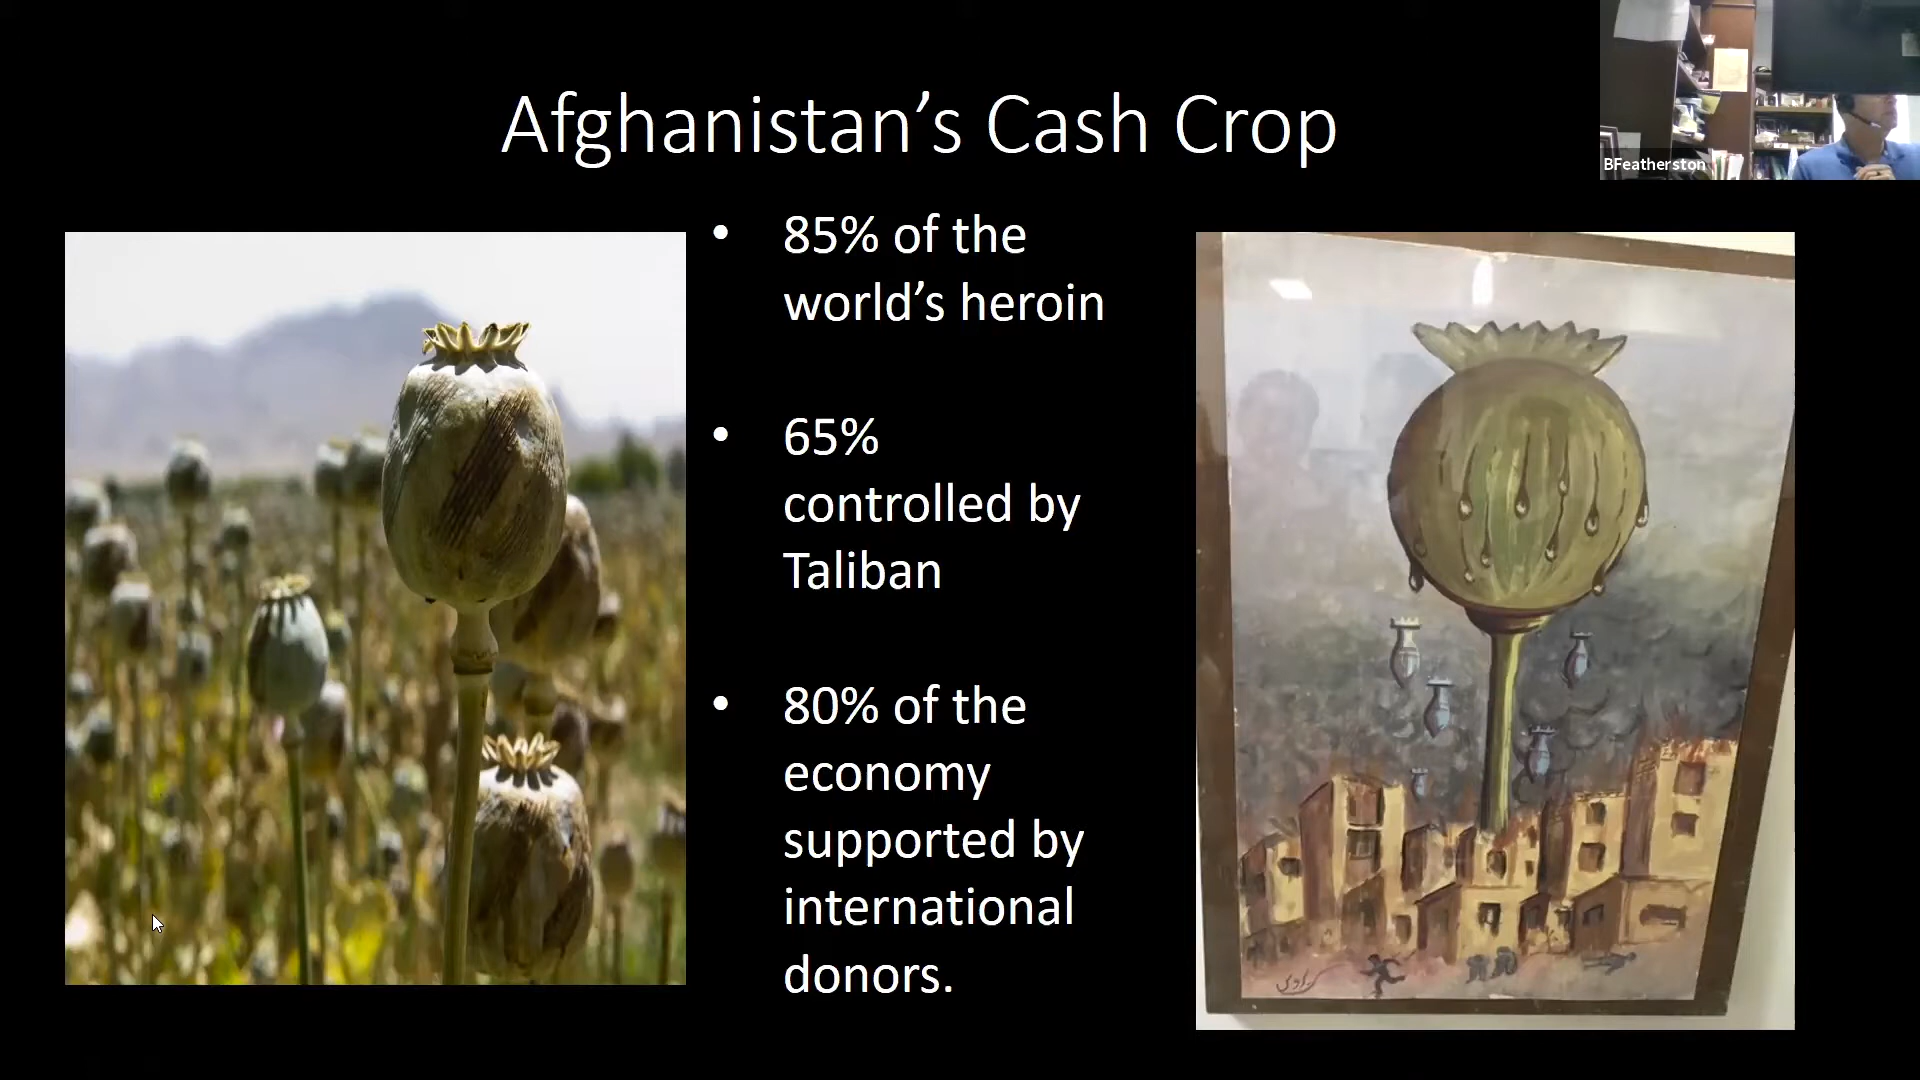 Afghanistan’s Cash Crop
BFeatherston
• 85% of the
world’s heroin
• 65%
controlled by
Taliban
• 80% of the
economy
supported by
international
donors.